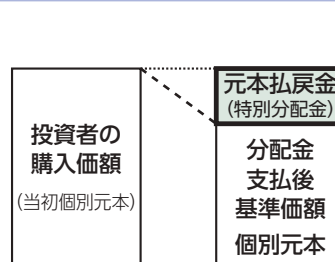 投資者の
購入価額
(当初個別元本)
元本払戻金
(特別分配金)
分配金
支払後
基準価額
個別元本